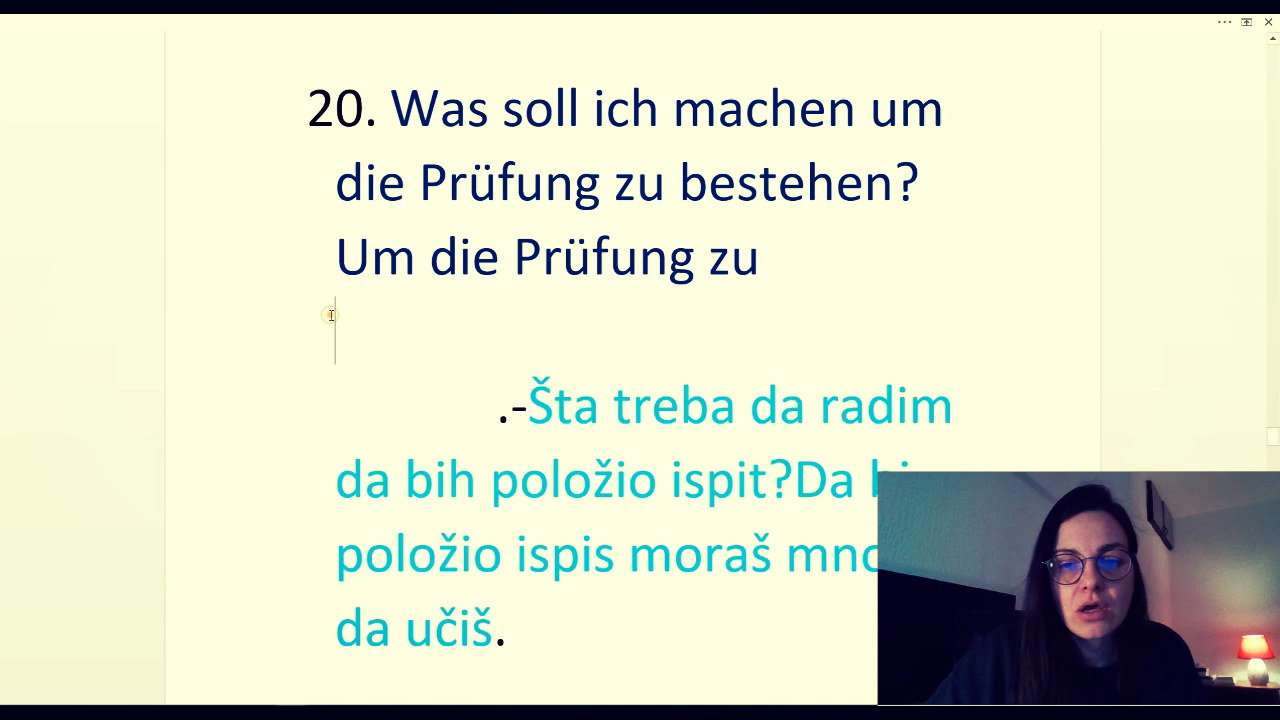 20. Was soll ich machen um
die Prüfung zu bestehen?
Um die Prüfung zu
.-Šta treba da radim
da bih položio ispit?Da
položio ispis moraš
da učiš.